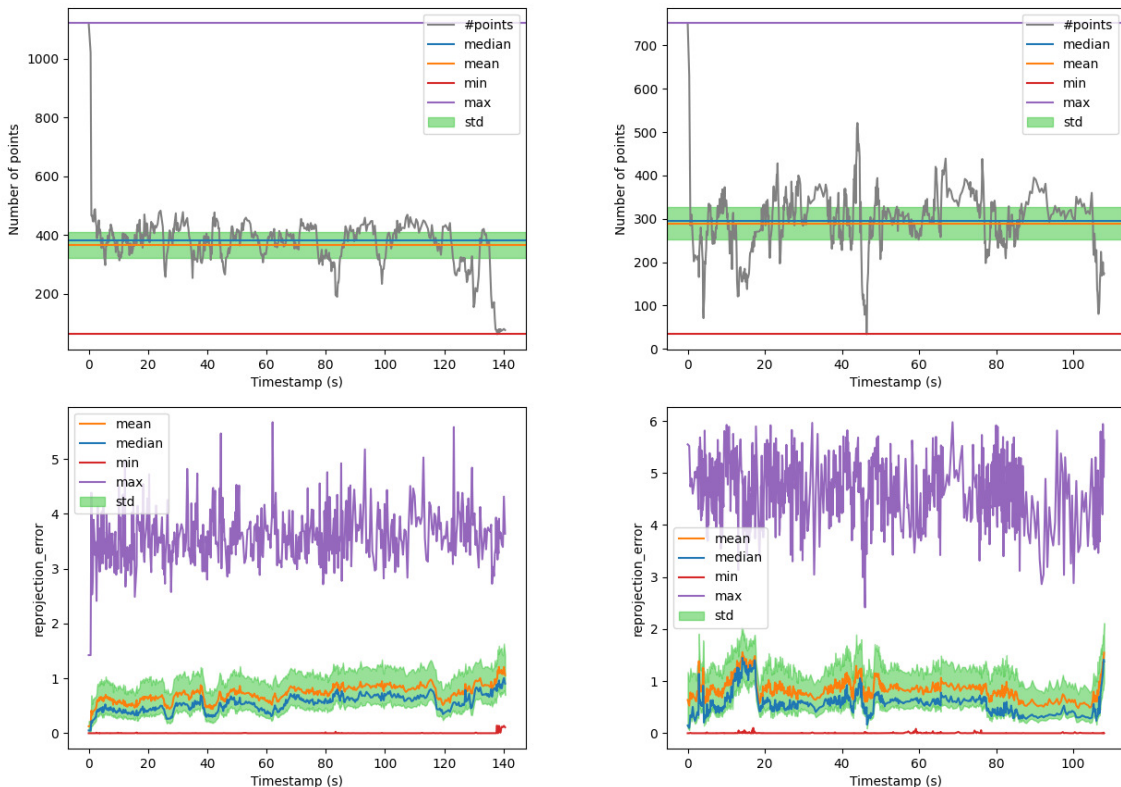 #points
median
mean
min
max
std
1000
800
600
400
200
Number of points
0 20 40 60 80 100 120 140
Timestamp (s)
#points
median
mean
min
max
std
700
600
500
400
300
200
100
0
Number of points
0 20 40 60 80 100
Timestamp (s)
mean
median
min
max
std
5
4
3
2
1
0
reprojection_error
0 20 40 60 80 100 120 140
Timestamp (s)
mean
median
min
max
std
6
5
4
3
2
1
0
reprojection_error
0 20 40 60 80 100
Timestamp (s)